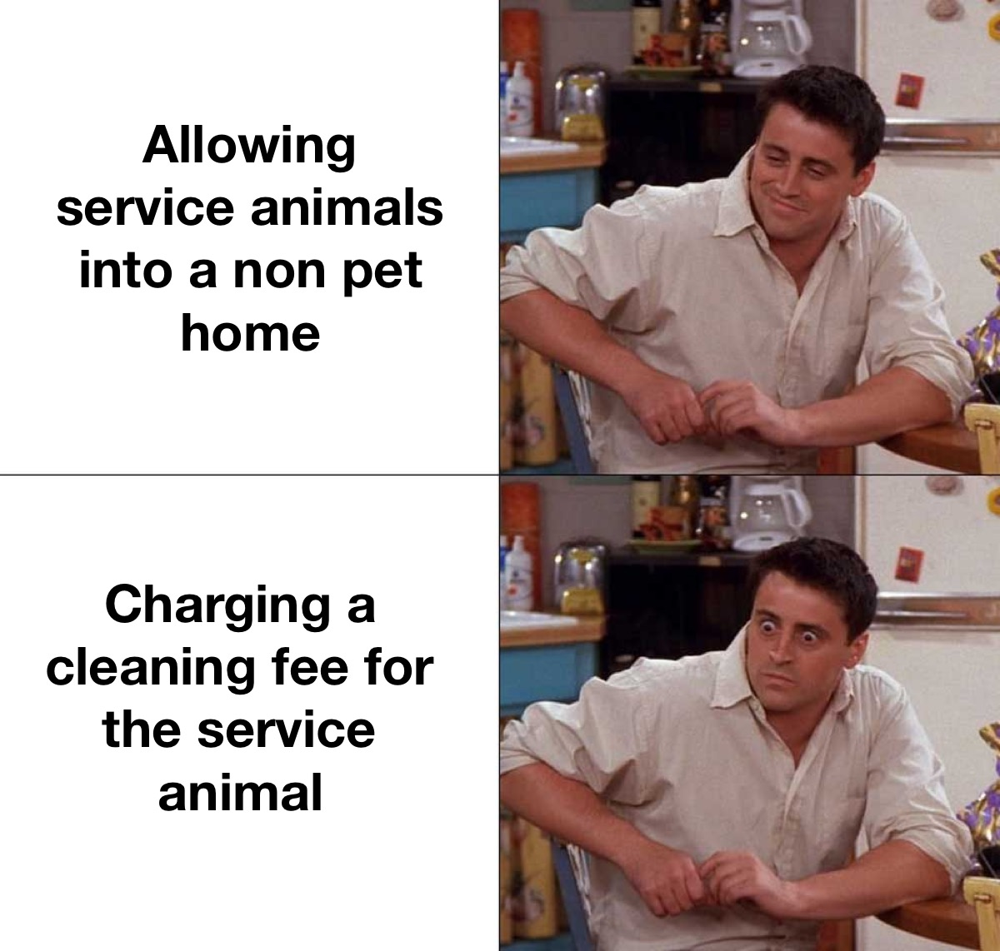 Allowing
service animals
into a non pet
home
Charging a
cleaning fee for
the service
animal